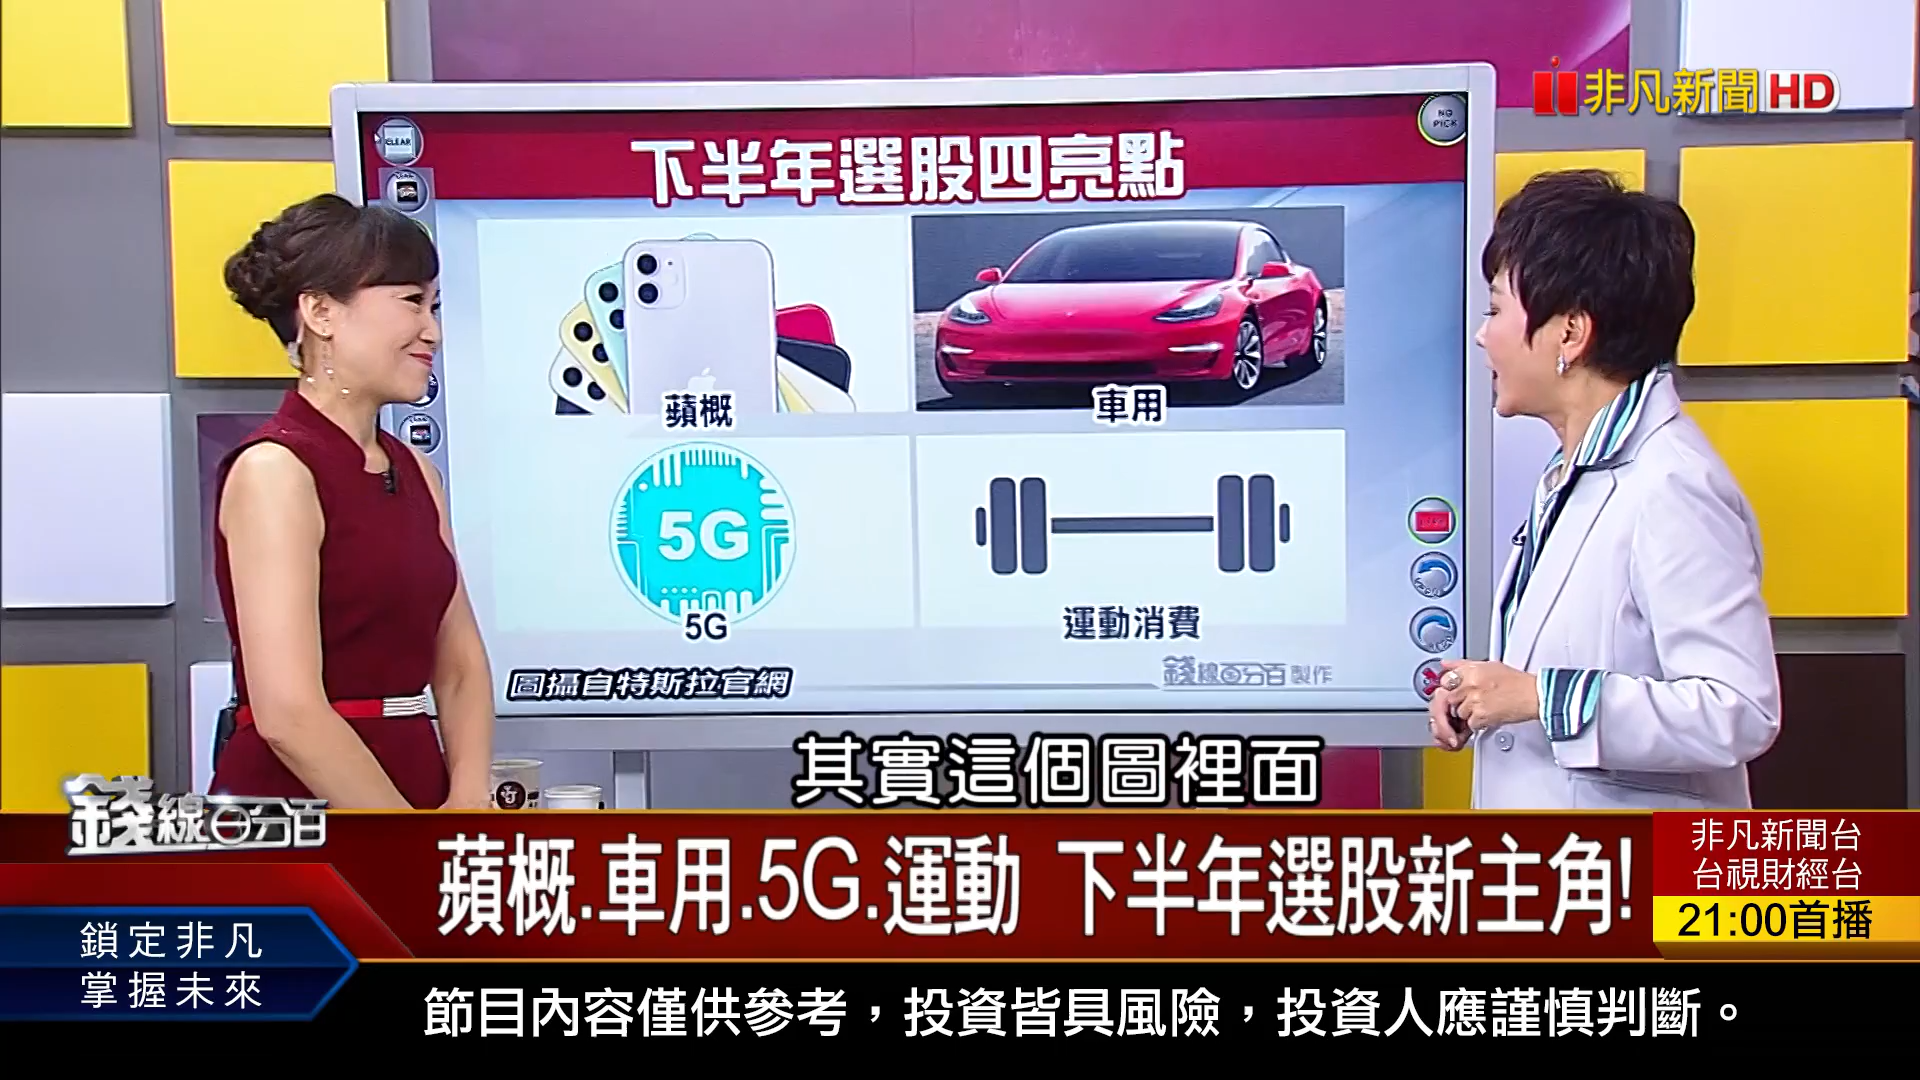 非凡新聞HD
CLEAR
NO
PICK
下半年選股四亮點
蘋概
車用
5G
5G
運動消費
圖攝自特斯拉官網
錢線百分百 製作
其實這個圖裡面
錢線百分百
蘋概.車用.5G.運動 下半年選股新主角!
非凡新聞台
台視財經台
21:00首播
鎖定非凡
掌握未來
節目內容僅供參考，投資皆具風險，投資人應謹慎判斷。